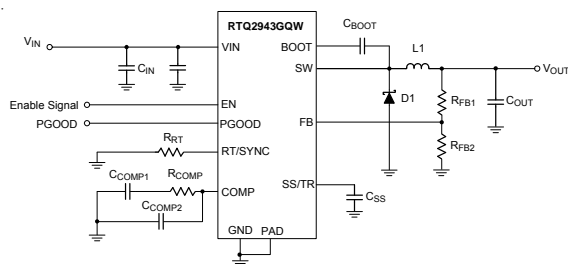 RTQ2943GQW
VIN
CIN
VIN
BOOT
CBOOT
SW
L1
VOUT
D1
RFB1
COUT
Enable Signal
EN
PGOOD
PGOOD
FB
RFB2
RRT
RT/SYNC
CCOMP1
RCOMP
COMP
SS/TR
CSS
CCOMP2
GND PAD